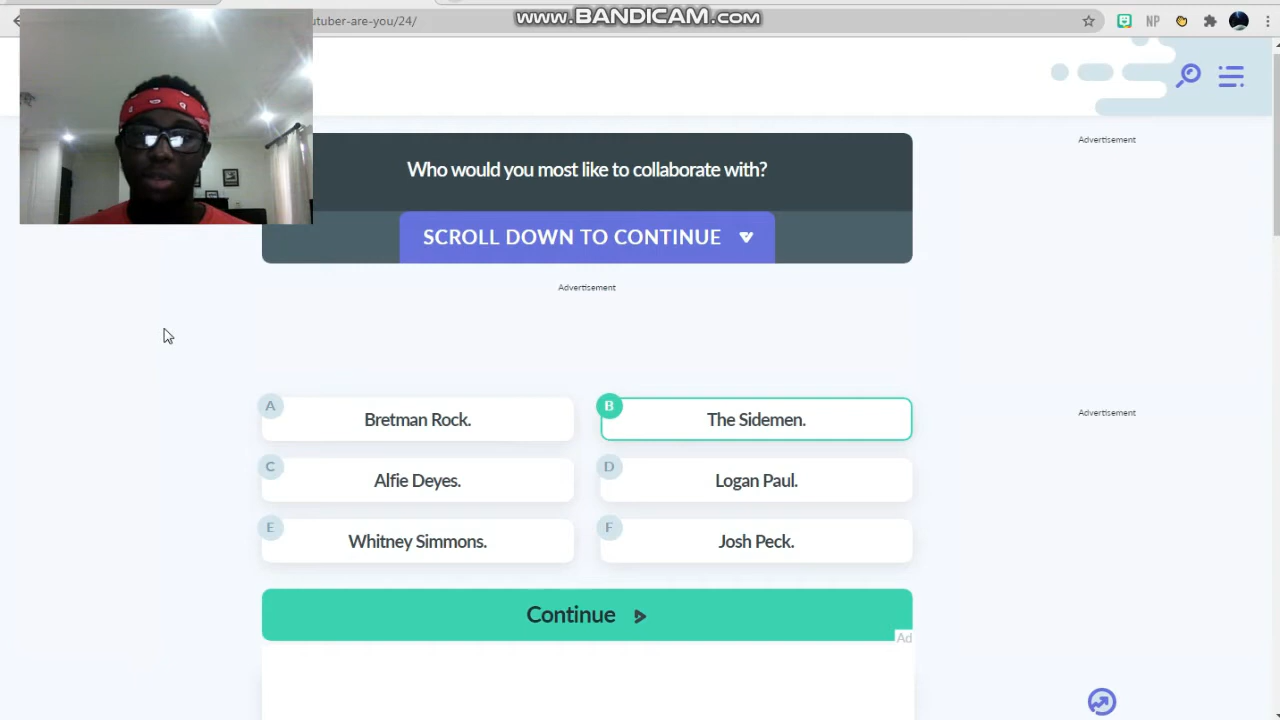 www.BANDICAM.com
utuber-are-you/24/
NP
Advertisement
Who would you most like to collaborate with?
SCROLL DOWN TO CONTINUE
Advertisement
A
Bretman Rock.
B
The Sidemen.
Advertisement
C
Alfie Deyes.
D
Logan Paul.
E
Whitney Simmons.
F
Josh Peck.
Continue
Ad